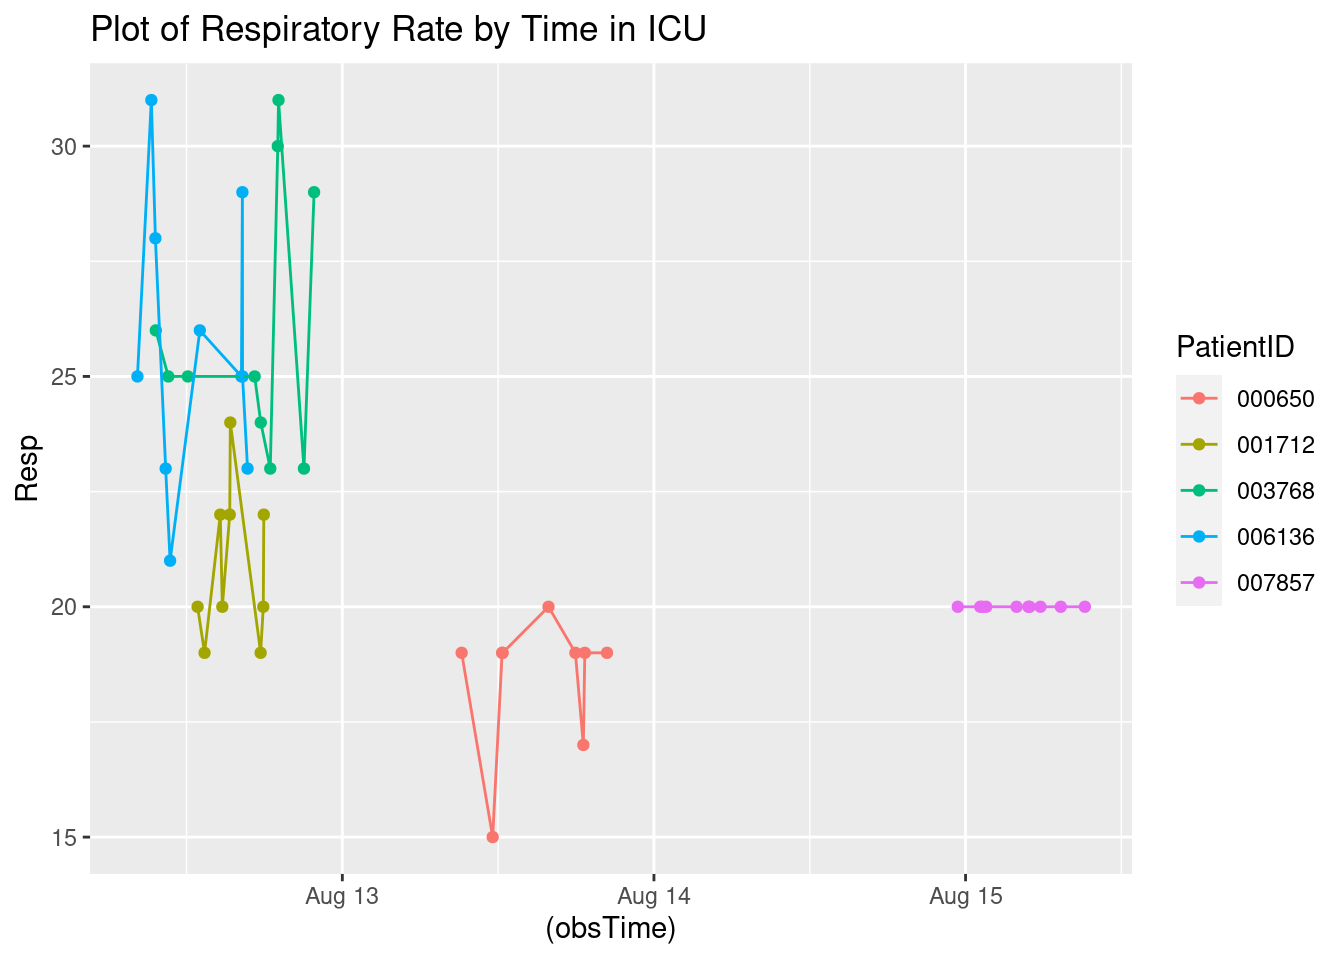 Plot of Respiratory Rate by Time in ICU
30
25
20
15
Resp
Aug 13
Aug 14
Aug 15
(obsTime)
PatientID
000650
001712
003768
006136
007857